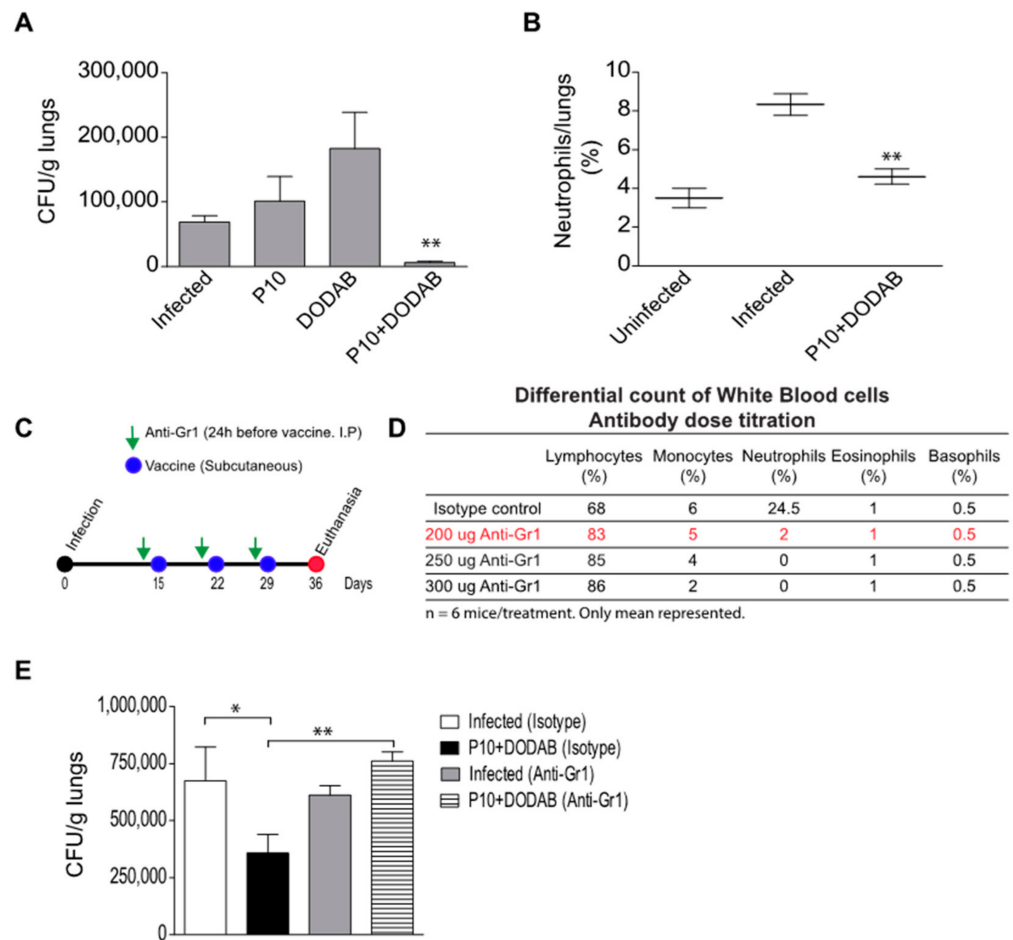 A
CFU/g lungs
300,000
200,000
100,000
0
**
Infected
P10
DODAB
P10+DODAB
B
Neutrophils/lungs
(%)
10
8
6
4
2
0
**
Uninfected
Infected
P10+DODAB
C
Anti-Gr1 (24h before vaccine. I.P)
Vaccine (Subcutaneous)
Infection
Euthanasia
0 15 22 29 36 Days
D
Differential count of White Blood cells
Antibody dose titration
Lymphocytes Monocytes Neutrophils Eosinophils Basophils
(%) (%) (%) (%) (%)
Isotype control 68 6 24.5 1 0.5
200 ug Anti-Gr1 83 5 2 1 0.5
250 ug Anti-Gr1 85 4 0 1 0.5
300 ug Anti-Gr1 86 2 0 1 0.5
n = 6 mice/treatment. Only mean represented.
E
CFU/g lungs
1,000,000
750,000
500,000
250,000
0
*
**
Infected (Isotype)
P10+DODAB (Isotype)
Infected (Anti-Gr1)
P10+DODAB (Anti-Gr1)